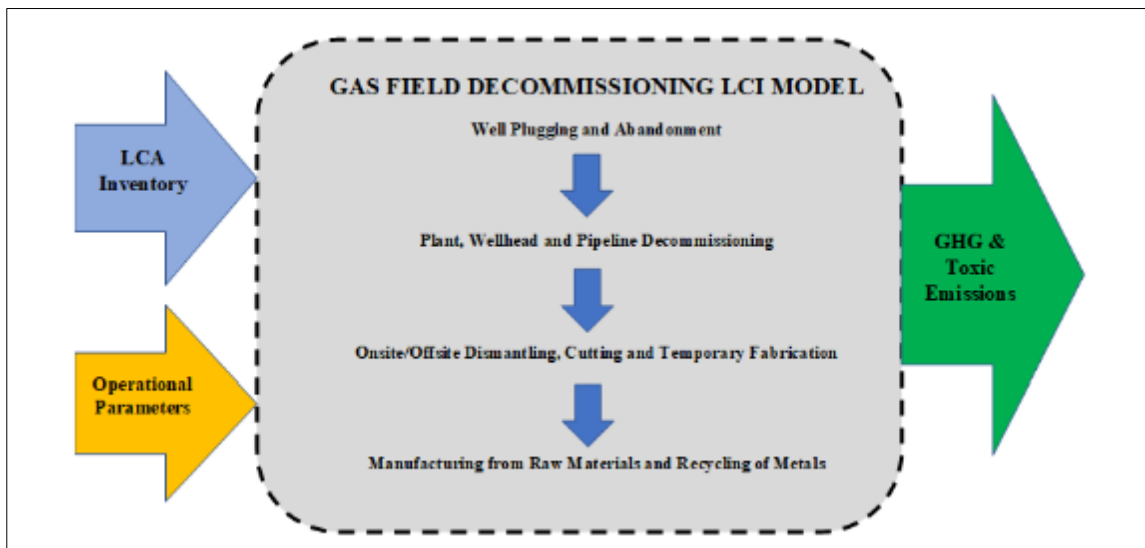 GAS FIELD DECOMMISSIONING LCI MODEL
Well Plugging and Abandonment
LCA
Inventory
Plant, Wellhead and Pipeline Decommissioning
GHG &
Toxic
Emissions
Onsite/Offsite Dismantling, Cutting and Temporary Fabrication
Operational
Parameters
Manufacturing from Raw Materials and Recycling of Metals